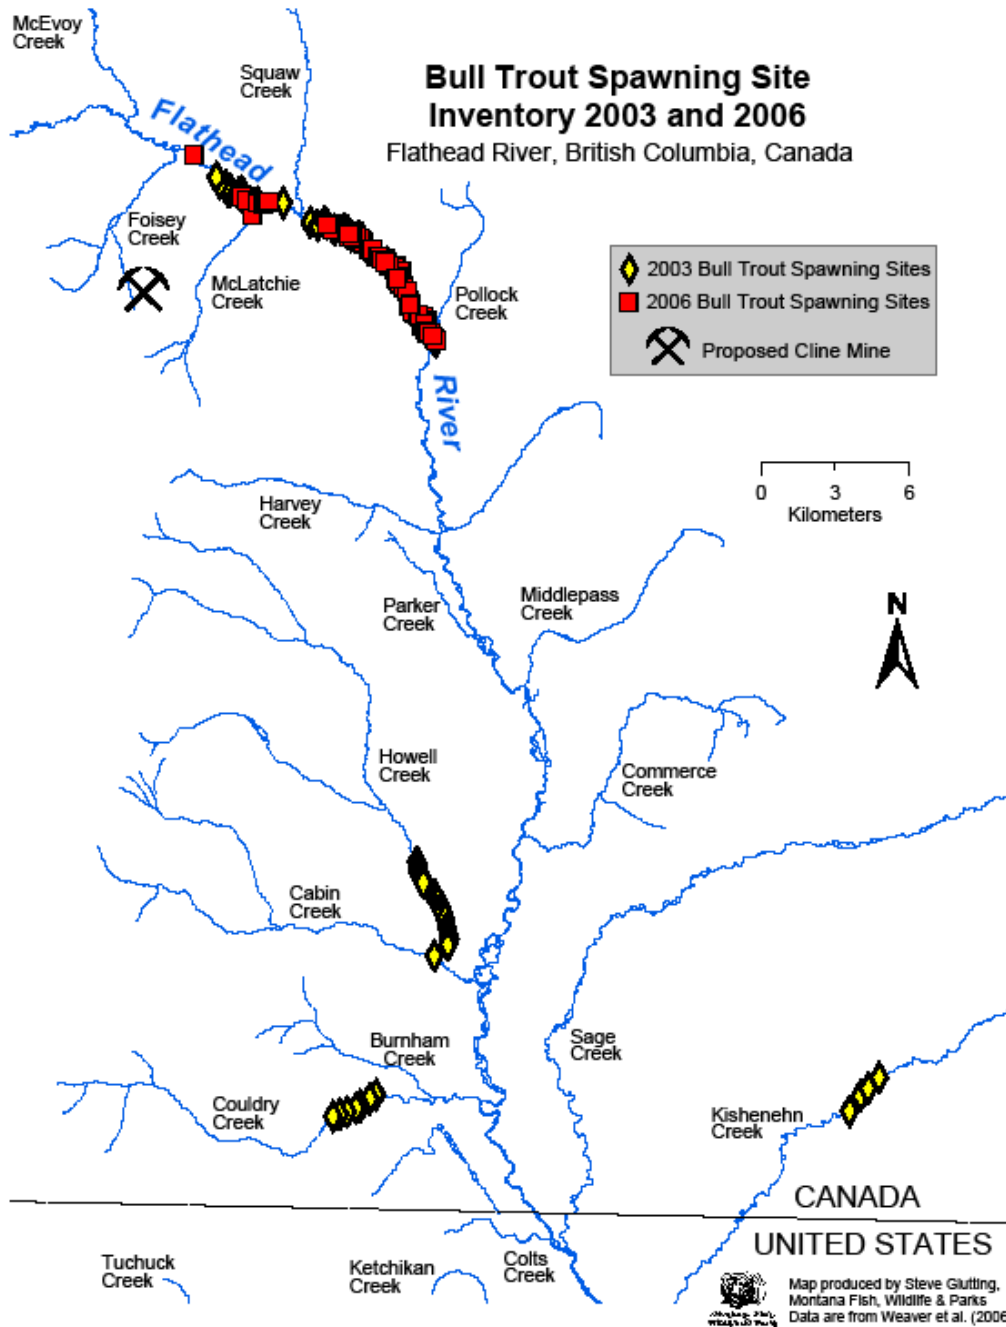 McEvoy
Creek
Squaw
Creek
Bull Trout Spawning Site
Inventory 2003 and 2006
Flathead River, British Columbia, Canada
Flathead
Foisey
Creek
McLatchie
Creek
Pollock
Creek
2003 Bull Trout Spawning Sites
2006 Bull Trout Spawning Sites
Proposed Cline Mine
River
0 3 6
Kilometers
Harvey
Creek
Parker
Creek
Middlepass
Creek
N
Howell
Creek
Commerce
Creek
Cabin
Creek
Burnham
Creek
Sage
Creek
Couldry
Creek
Kishenehn
Creek
CANADA
UNITED STATES
Tuchuck
Creek
Ketchikan
Creek
Colts
Creek
Map produced by Steve Glutting,
Montana Fish, Wildlife & Parks
Data are from Weaver et al. (2006